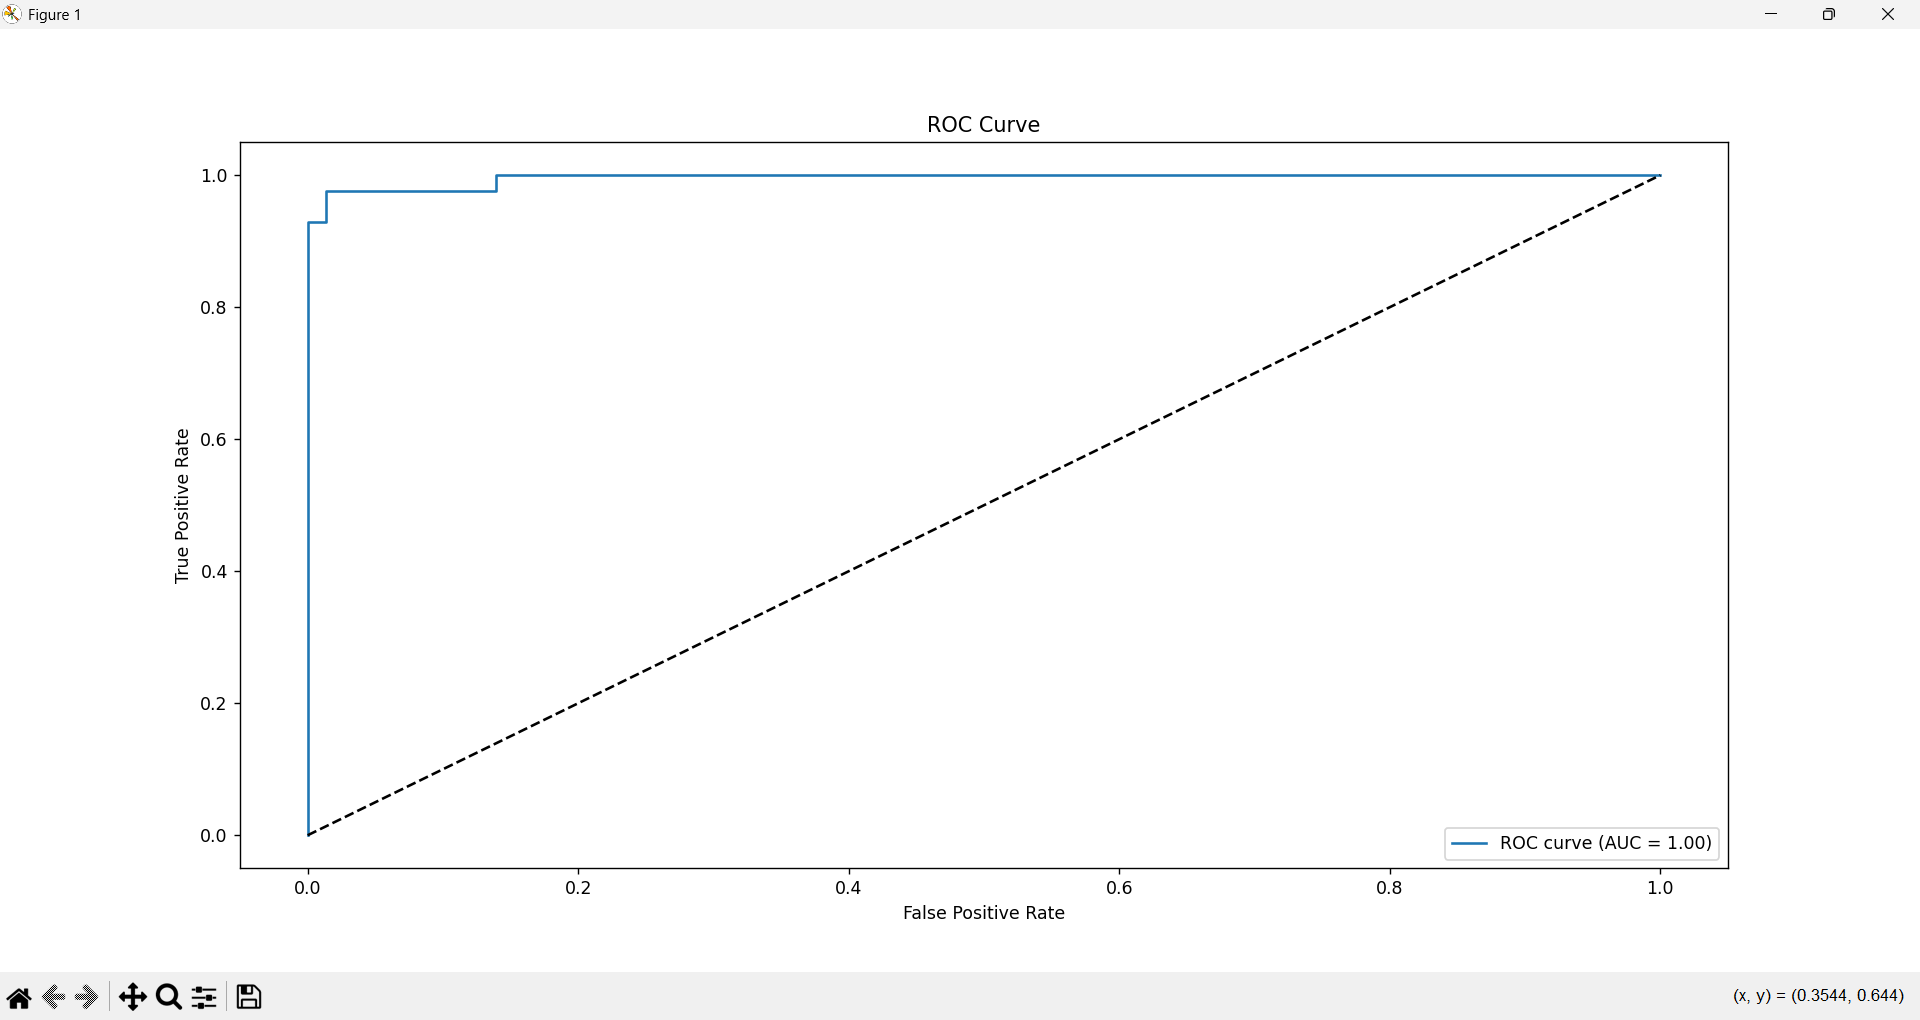 Figure 1
ROC Curve
1.0
0.8
0.6
0.4
0.2
0.0
True Positive Rate
ROC curve (AUC = 1.00)
0.0 0.2 0.4 0.6 0.8 1.0
False Positive Rate
(x, y) = (0.3544, 0.644)